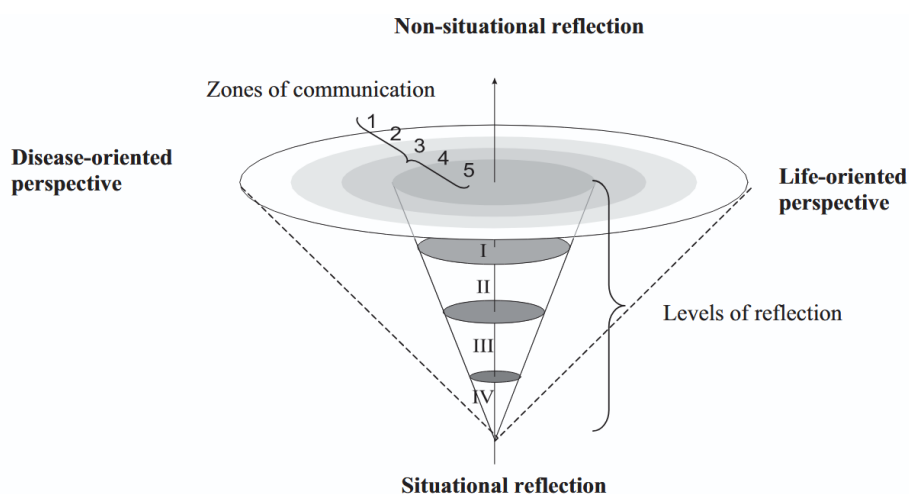 Non-situational reflection
Zones of communication
1
2
3
4
5
Disease-oriented
perspective
Life-oriented
perspective
I
II
III
IV
Levels of reflection
Situational reflection